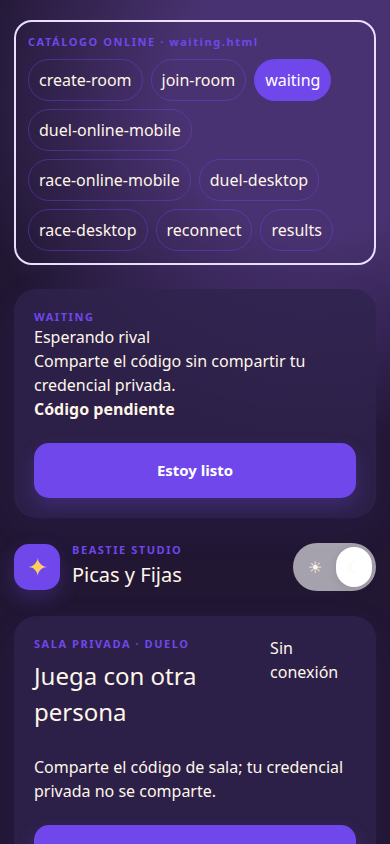 CATÁLOGO ONLINE · waiting.html
create-room join-room waiting
duel-online-mobile
race-online-mobile duel-desktop
race-desktop reconnect results
WAITING
Esperando rival
Comparte el código sin compartir tu
credencial privada.
Código pendiente
Estoy listo
BEASTIE STUDIO
Picas y Fijas
SALA PRIVADA · DUELO
Sin
conexión
Juega con otra
persona
Comparte el código de sala; tu credencial
privada no se comparte.